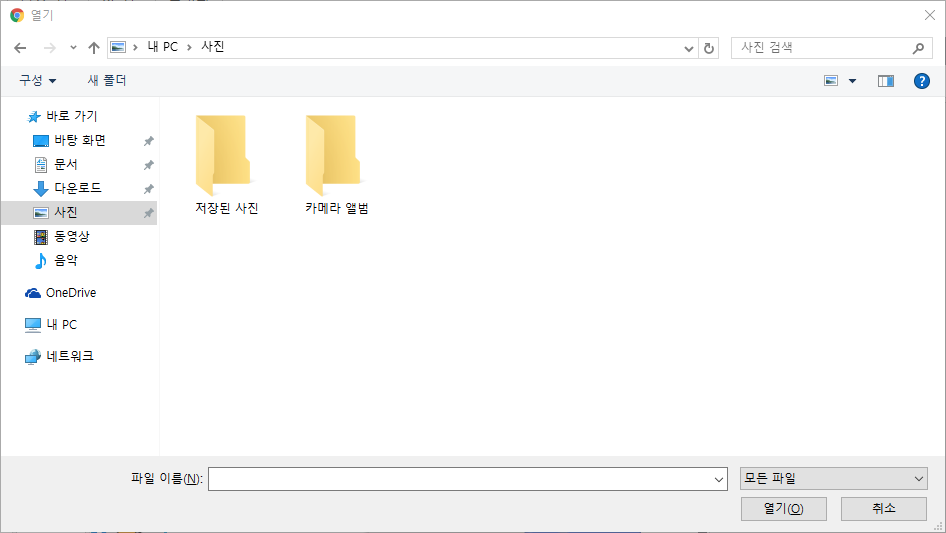 열기
내 PC
사진
사진 검색
구성
새 폴더
바로 가기
바탕 화면
문서
다운로드
사진
동영상
음악
OneDrive
내 PC
네트워크
저장된 사진
카메라 앨범
파일 이름(N):
모든 파일
열기(O)
취소